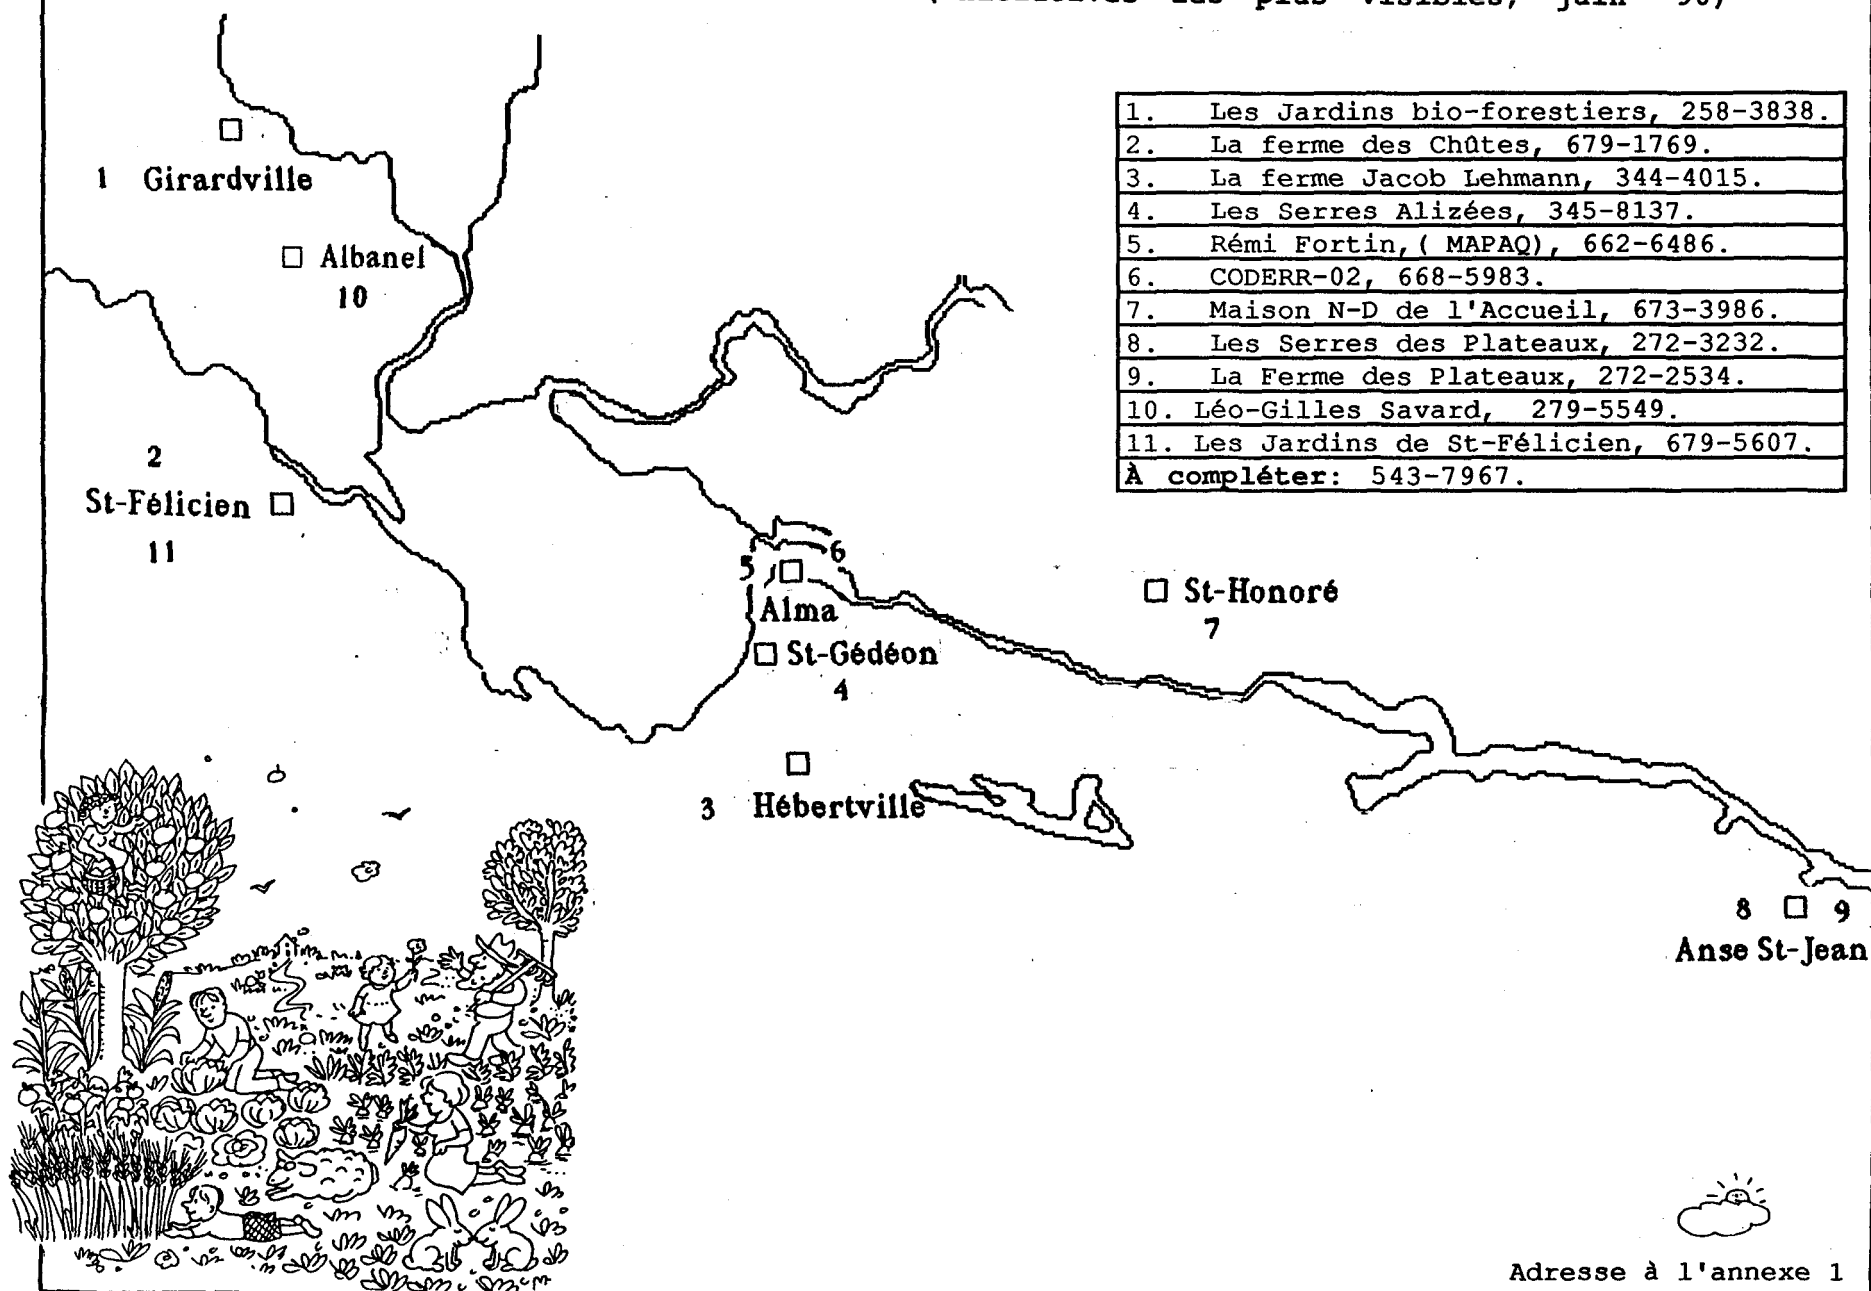 les plus visibles, juin 90)
1. Les Jardins bio-forestiers, 258-3838.
2. La ferme des Chûtes, 679-1769.
3. La ferme Jacob Lehmann, 344-4015.
4. Les Serres Alizées, 345-8137.
5. Rémi Fortin,( MAPAQ), 662-6486.
6. CODERR-02, 668-5983.
7. Maison N-D de l'Accueil, 673-3986.
8. Les Serres des Plateaux, 272-3232.
9. La Ferme des Plateaux, 272-2534.
10. Léo-Gilles Savard, 279-5549.
11. Les Jardins de St-Félicien, 679-5607.
À compléter: 543-7967.
1 Girardville
Albanel
10
2
St-Félicien
11
5
6
Alma
St-Gédéon
4
St-Honoré
7
3 Hébertville
8 9
Anse St-Jean
Adresse à l'annexe 1